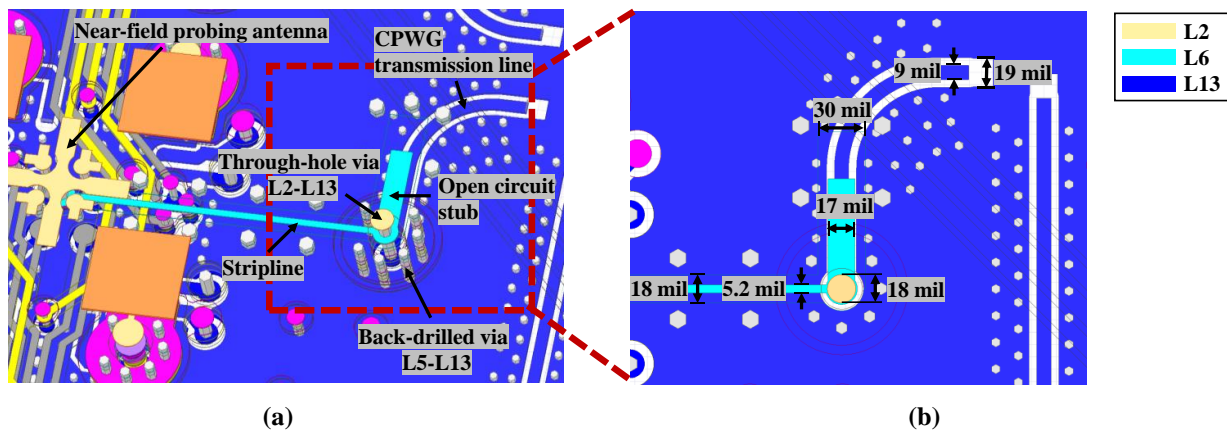 Near-field probing antenna
CPWG
transmission line
Through-hole via
L2-L13
Open circuit
stub
Stripline
Back-drilled via
L5-L13
(a)
9 mil
19 mil
30 mil
17 mil
18 mil
5.2 mil
18 mil
(b)
L2
L6
L13